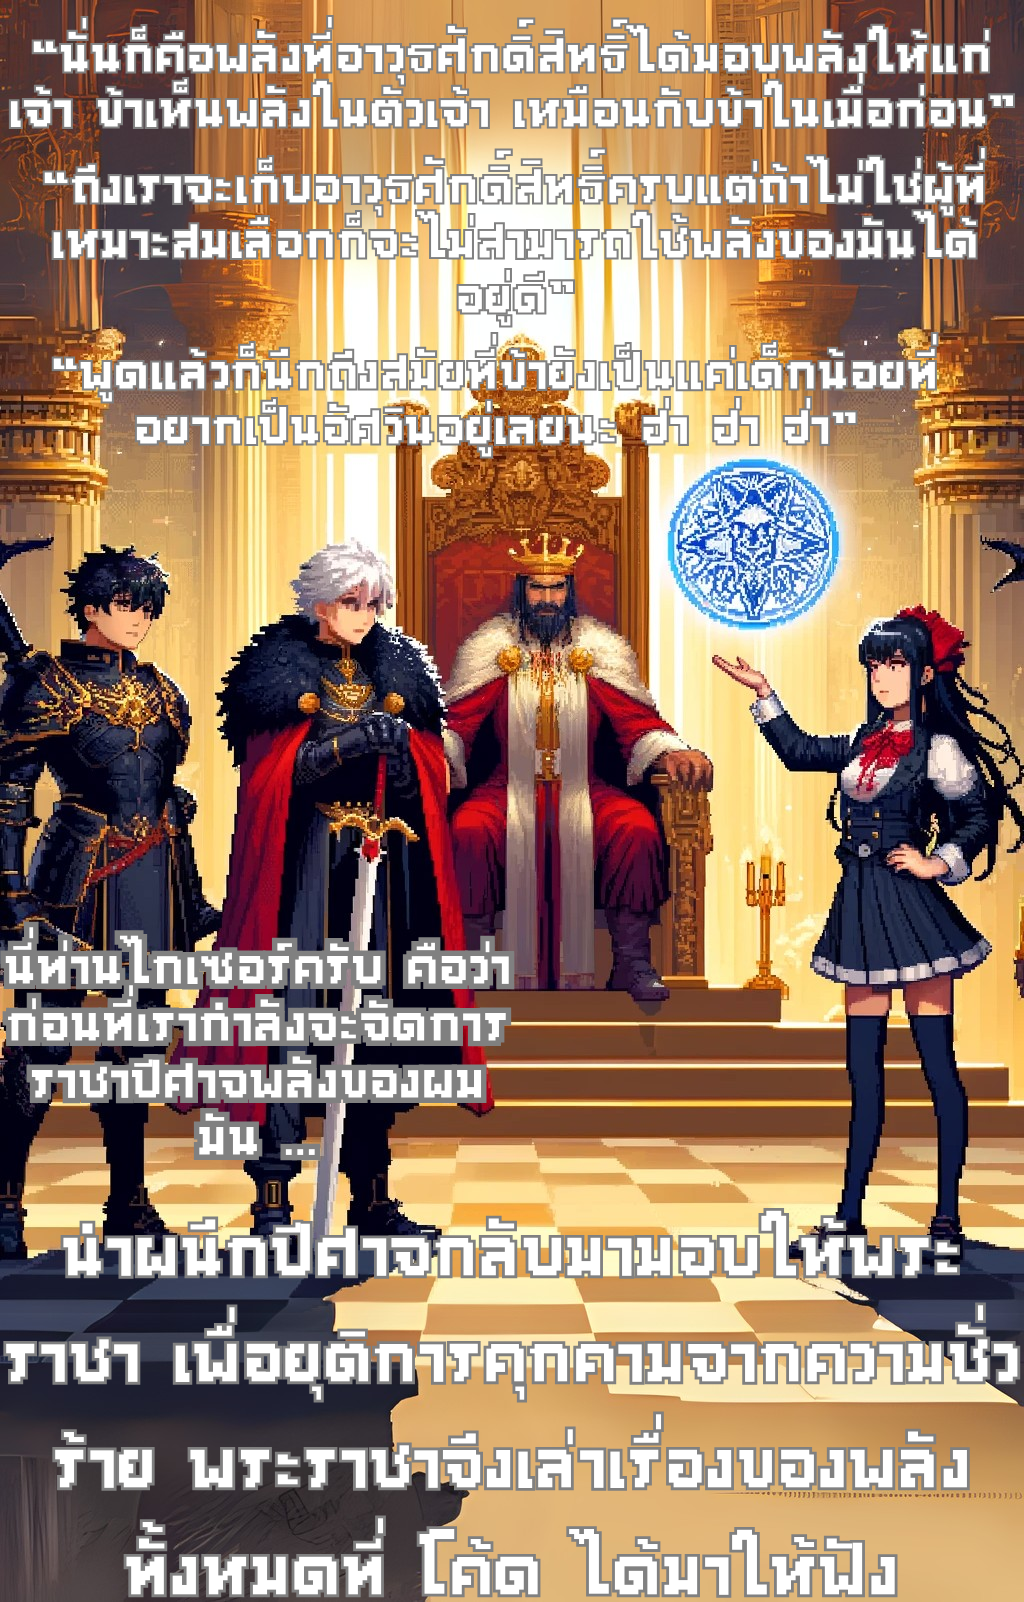 “นั่นก็คือพลังที่อาวุธศักดิ์สิทธิ์ได้มอบพลังให้แก่
เจ้า ข้าเห็นพลังในตัวเจ้า เหมือนกับข้าในเมื่อก่อน”
“ถึงเราจะเก็บอาวุธศักดิ์สิทธิ์ครบแต่ถ้าไม่ใช่ผู้ที่
เหมาะสมเลือกก็จะไม่สามารถใช้พลังของมันได้
อยู่ดี”
“พูดแล้วก็นึกถึงสมัยที่ข้ายังเป็นแค่เด็กน้อยที่
อยากเป็นอัศวินอยู่เลยนะ ฮ่า ฮ่า ฮ่า”
นี่ท่านไกเซอร์ครับ คือว่า
ก่อนที่เรากำลังจะจัดการ
ราชาปีศาจพลังของผม
มัน ...
นำผนึกปีศาจกลับมามอบให้พระ
ราชา เพื่อยุติการคุกคามจากความชั่ว
ร้าย พระราชาจึงเล่าเรื่องของพลัง
ทั้งหมดที่ โค้ด ได้มาให้ฟัง